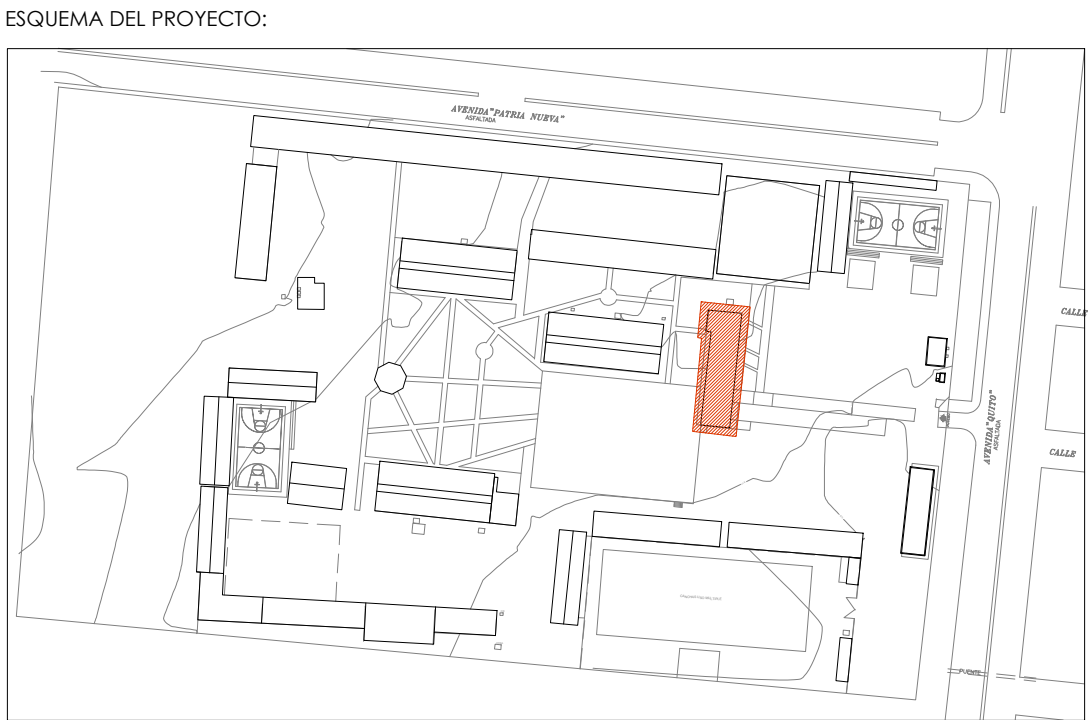 ESQUEMA DEL PROYECTO:
AVENIDA"PATRIA NUEVA"
ASFALTADA
CALLE
AVENIDA"QUITO"
ASFALTADA
CALLE
PUENTE